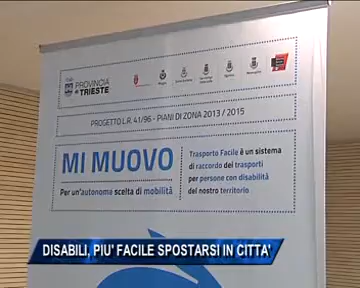 PROVINCIA
di TRIESTE
PROGETTO L.R. 41/96 - PIANI DI ZONA 2013 / 2015
MI MUOVO
Per un'autonome scelta di mobilità
Trasporto Facile è un sistema
di raccordo dei trasporti
per persone con disabilità
del nostro territorio
DISABILI, PIU' FACILE SPOSTARSI IN CITTA'